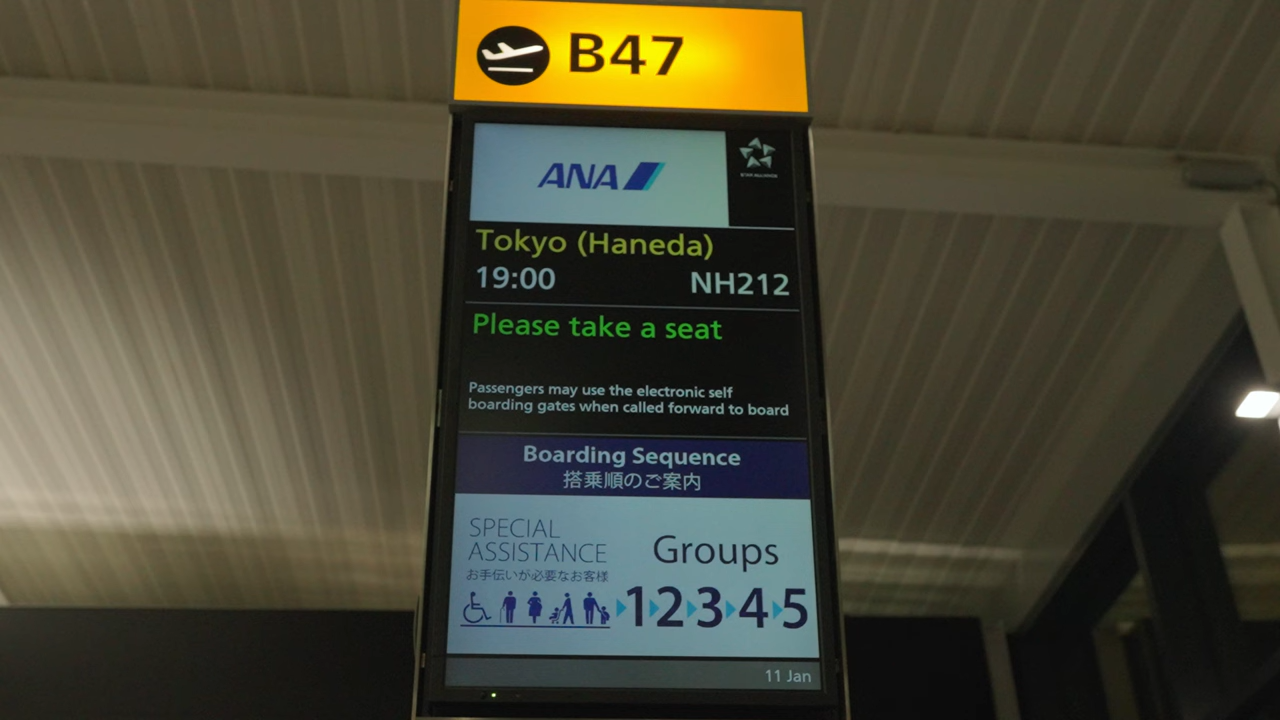 B47
ANA
STAR ALLIANCE
Tokyo (Haneda)
19:00 NH212
Please take a seat
Passengers may use the electronic self
boarding gates when called forward to board
Boarding Sequence
搭乗順のご案内
SPECIAL
ASSISTANCE
お手伝いが必要なお客様
Groups
1 2 3 4 5
11 Jan